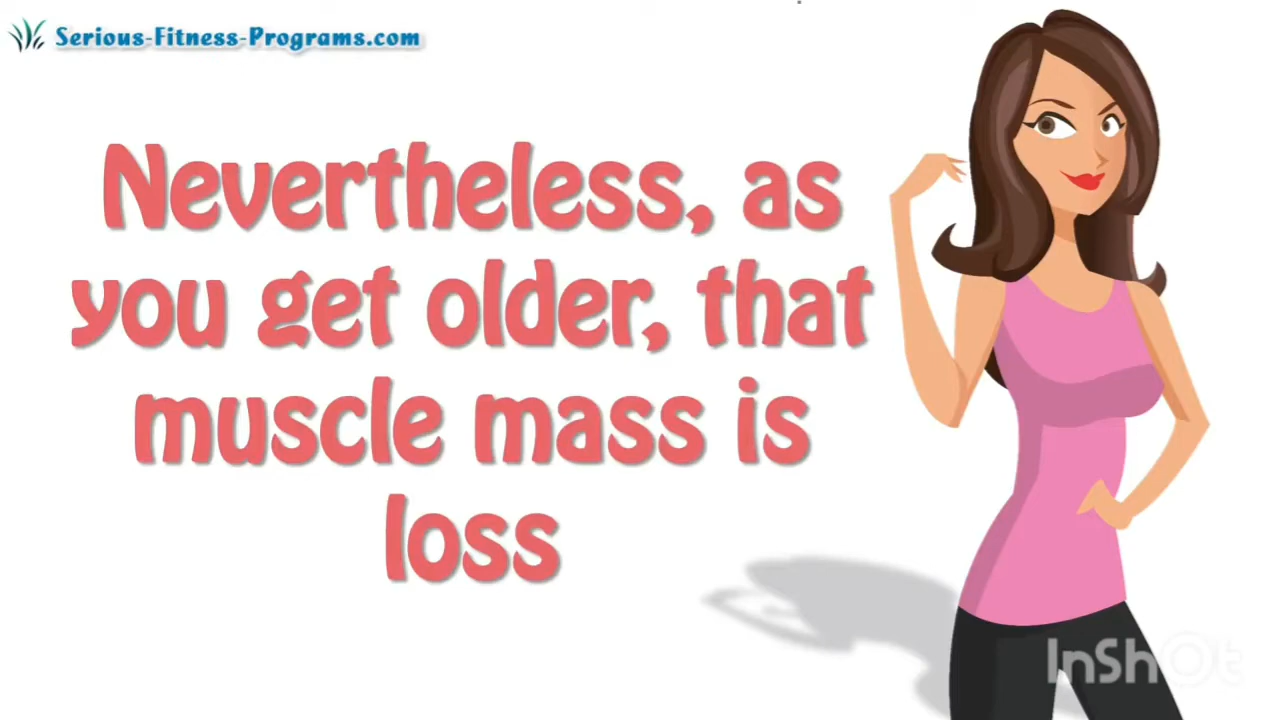 Serious-Fitness-Programs.com
Nevertheless, as
you get older, that
muscle mass is
loss
InShOt